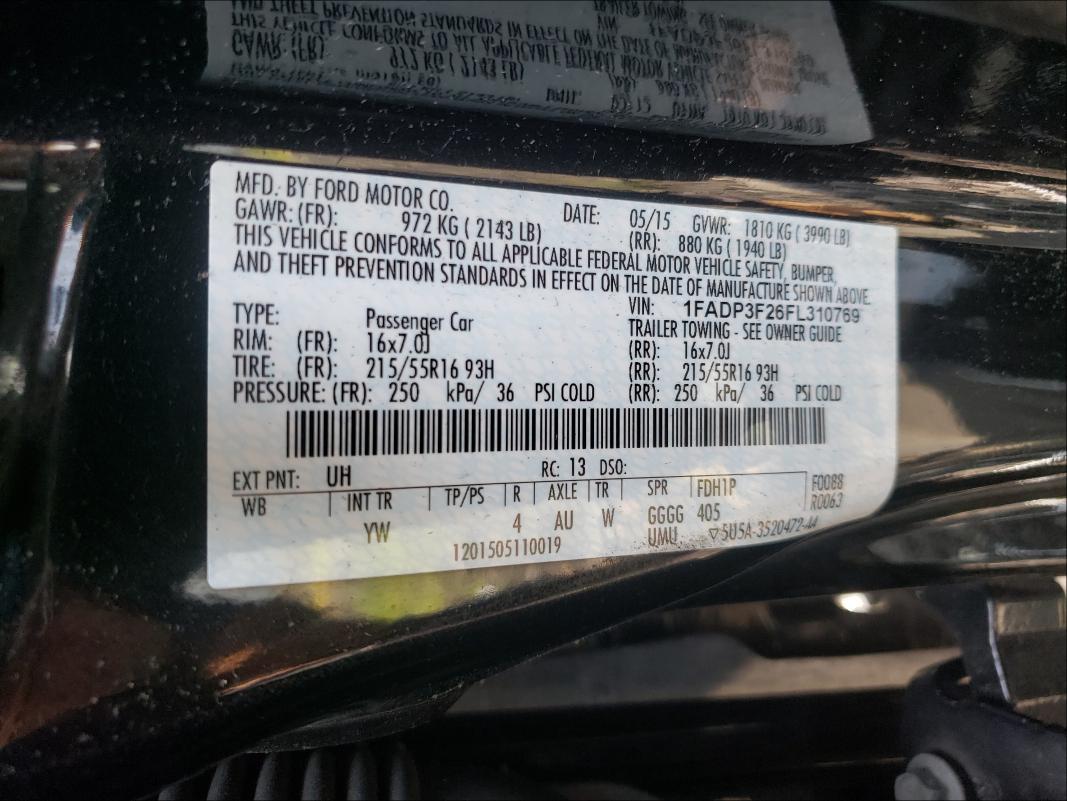 MFD. BY FORD MOTOR CO.
DATE: 05/15 GVWR: 1810 KG ( 3990 LB)
GAWR: (FR): 972 KG ( 2143 LB) (RR): 880 KG ( 1940 LB)
THIS VEHICLE CONFORMS TO ALL APPLICABLE FEDERAL MOTOR VEHICLE SAFETY, BUMPER,
AND THEFT PREVENTION STANDARDS IN EFFECT ON THE DATE OF MANUFACTURE SHOWN ABOVE.
VIN: 1FADP3F26FL310769
TYPE: Passenger Car TRAILER TOWING - SEE OWNER GUIDE
RIM: (FR): 16x7.0J (RR): 16x7.0J
TIRE: (FR): 215/55R16 93H (RR): 215/55R16 93H
PRESSURE: (FR): 250 kPa/ 36 PSI COLD (RR): 250 kPa/ 36 PSI COLD
EXT PNT: UH RC: 13 DSO:
WB INT TR TP/PS R AXLE TR SPR FDH1P F0088
YW 4 AU W GGGG 405 R0063
1201505110019 UMU ▽5U5A-3520472-44